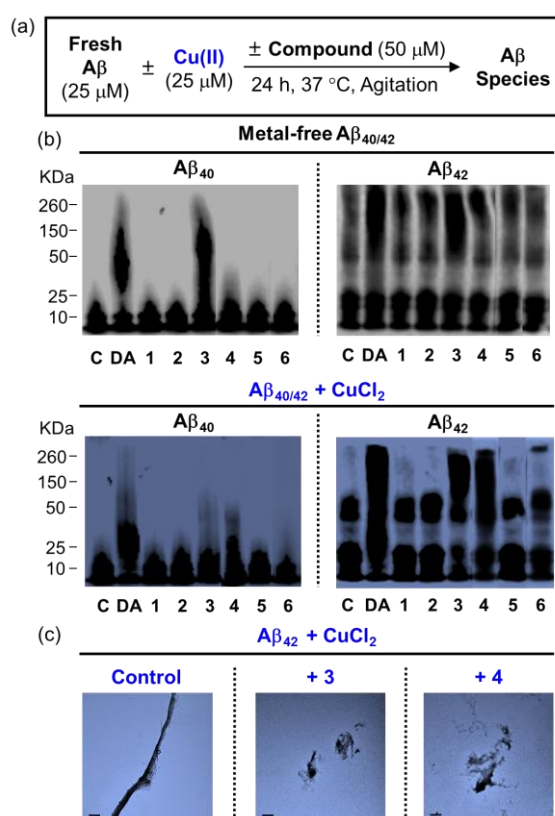 (a)
Fresh Aβ (25 μM) ± Cu(II) (25 μM) ± Compound (50 μM) 24 h, 37 °C, Agitation Aβ Species
(b)
Metal-free Aβ40/42
Aβ40 Aβ42
KDa
260
150
50
25
10
C DA 1 2 3 4 5 6 C DA 1 2 3 4 5 6
Aβ40/42 + CuCl2
Aβ40 Aβ42
KDa
260
150
50
25
10
C DA 1 2 3 4 5 6 C DA 1 2 3 4 5 6
(c)
Aβ42 + CuCl2
Control + 3 + 4